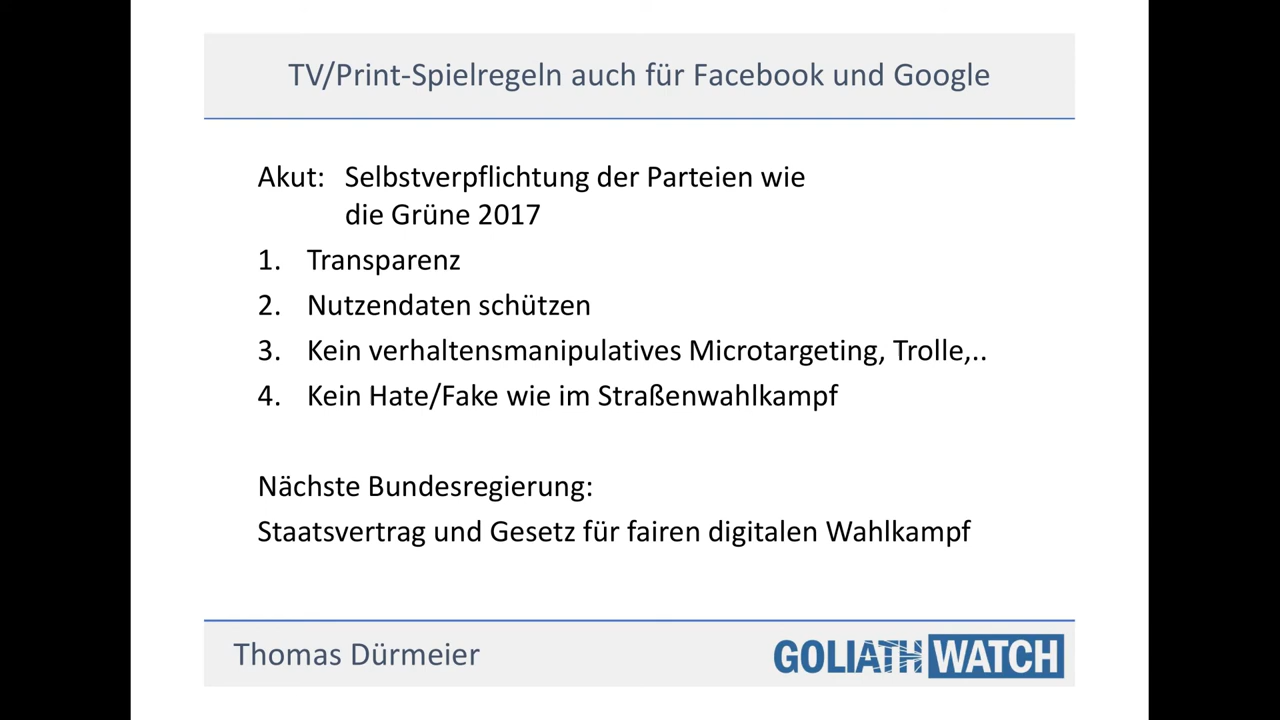 TV/Print-Spielregeln auch für Facebook und Google
Akut: Selbstverpflichtung der Parteien wie
die Grüne 2017
1. Transparenz
2. Nutzendaten schützen
3. Kein verhaltensmanipulatives Microtargeting, Trolle,..
4. Kein Hate/Fake wie im Straßenwahlkampf
Nächste Bundesregierung:
Staatsvertrag und Gesetz für fairen digitalen Wahlkampf
Thomas Dürmeier
GOLIATH WATCH